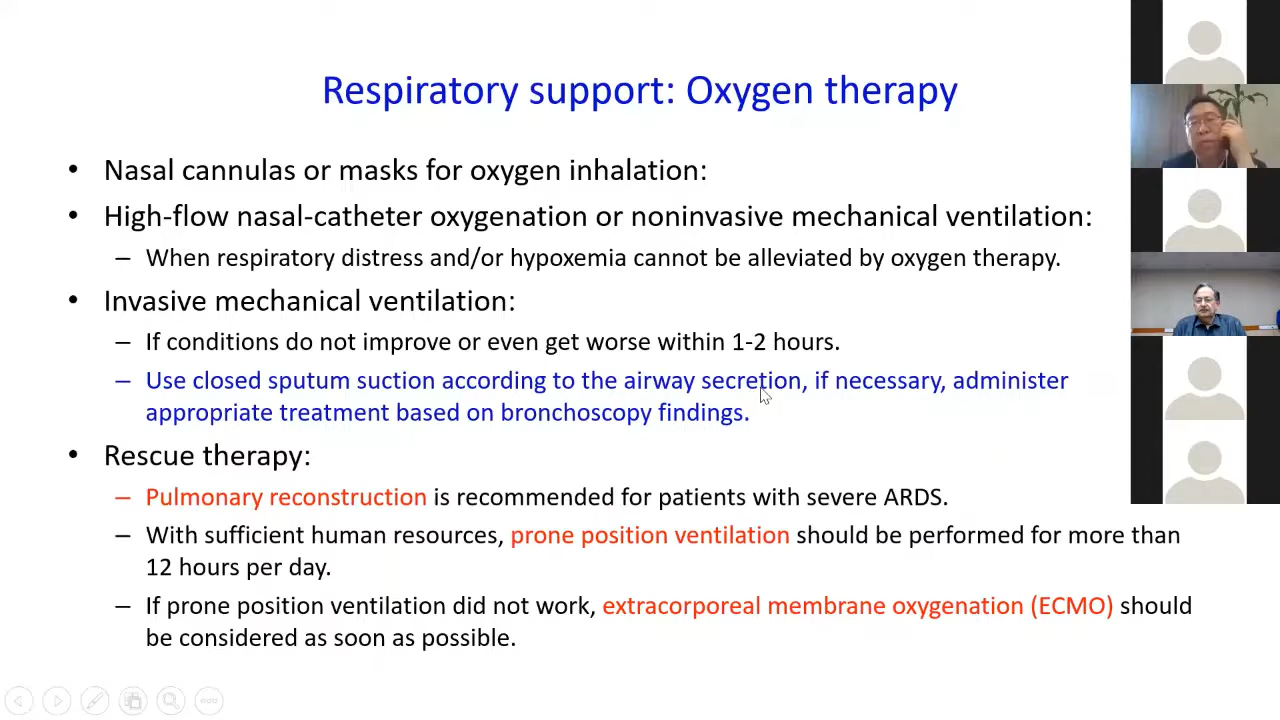 Respiratory support: Oxygen therapy
• Nasal cannulas or masks for oxygen inhalation:
• High-flow nasal-catheter oxygenation or noninvasive mechanical ventilation:
– When respiratory distress and/or hypoxemia cannot be alleviated by oxygen therapy.
• Invasive mechanical ventilation:
– If conditions do not improve or even get worse within 1-2 hours.
– Use closed sputum suction according to the airway secretion, if necessary, administer
appropriate treatment based on bronchoscopy findings.
• Rescue therapy:
– Pulmonary reconstruction is recommended for patients with severe ARDS.
– With sufficient human resources, prone position ventilation should be performed for more than
12 hours per day.
– If prone position ventilation did not work, extracorporeal membrane oxygenation (ECMO) should
be considered as soon as possible.